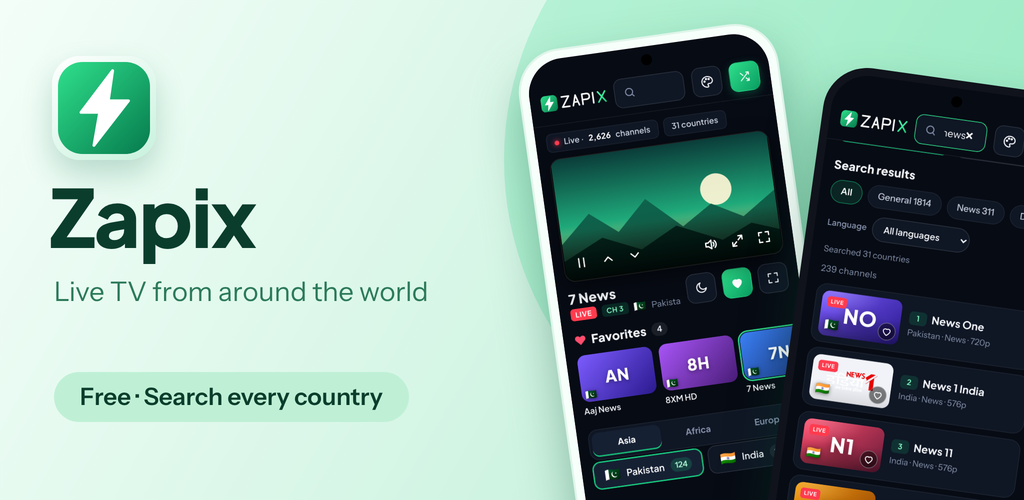 Zapix
Live TV from around the world
Free · Search every country
ZAPIX
Live · 2,626 channels
31 countries
7 News
LIVE CH 3 Pakista
Favorites 4
AN
8H
7N
Aaj News
8XM HD
7 News
Asia
Africa
Europ
Pakistan 124
India
ZAPIX
news
Search results
All
General 1814
News 311
Language
All languages
Searched 31 countries
239 channels
LIVE
NO
1 News One
Pakistan · News · 720p
LIVE
NEWS 1
2 News 1 India
India · News · 576p
LIVE
N1
3 News 11
India · News · 576p
LIVE